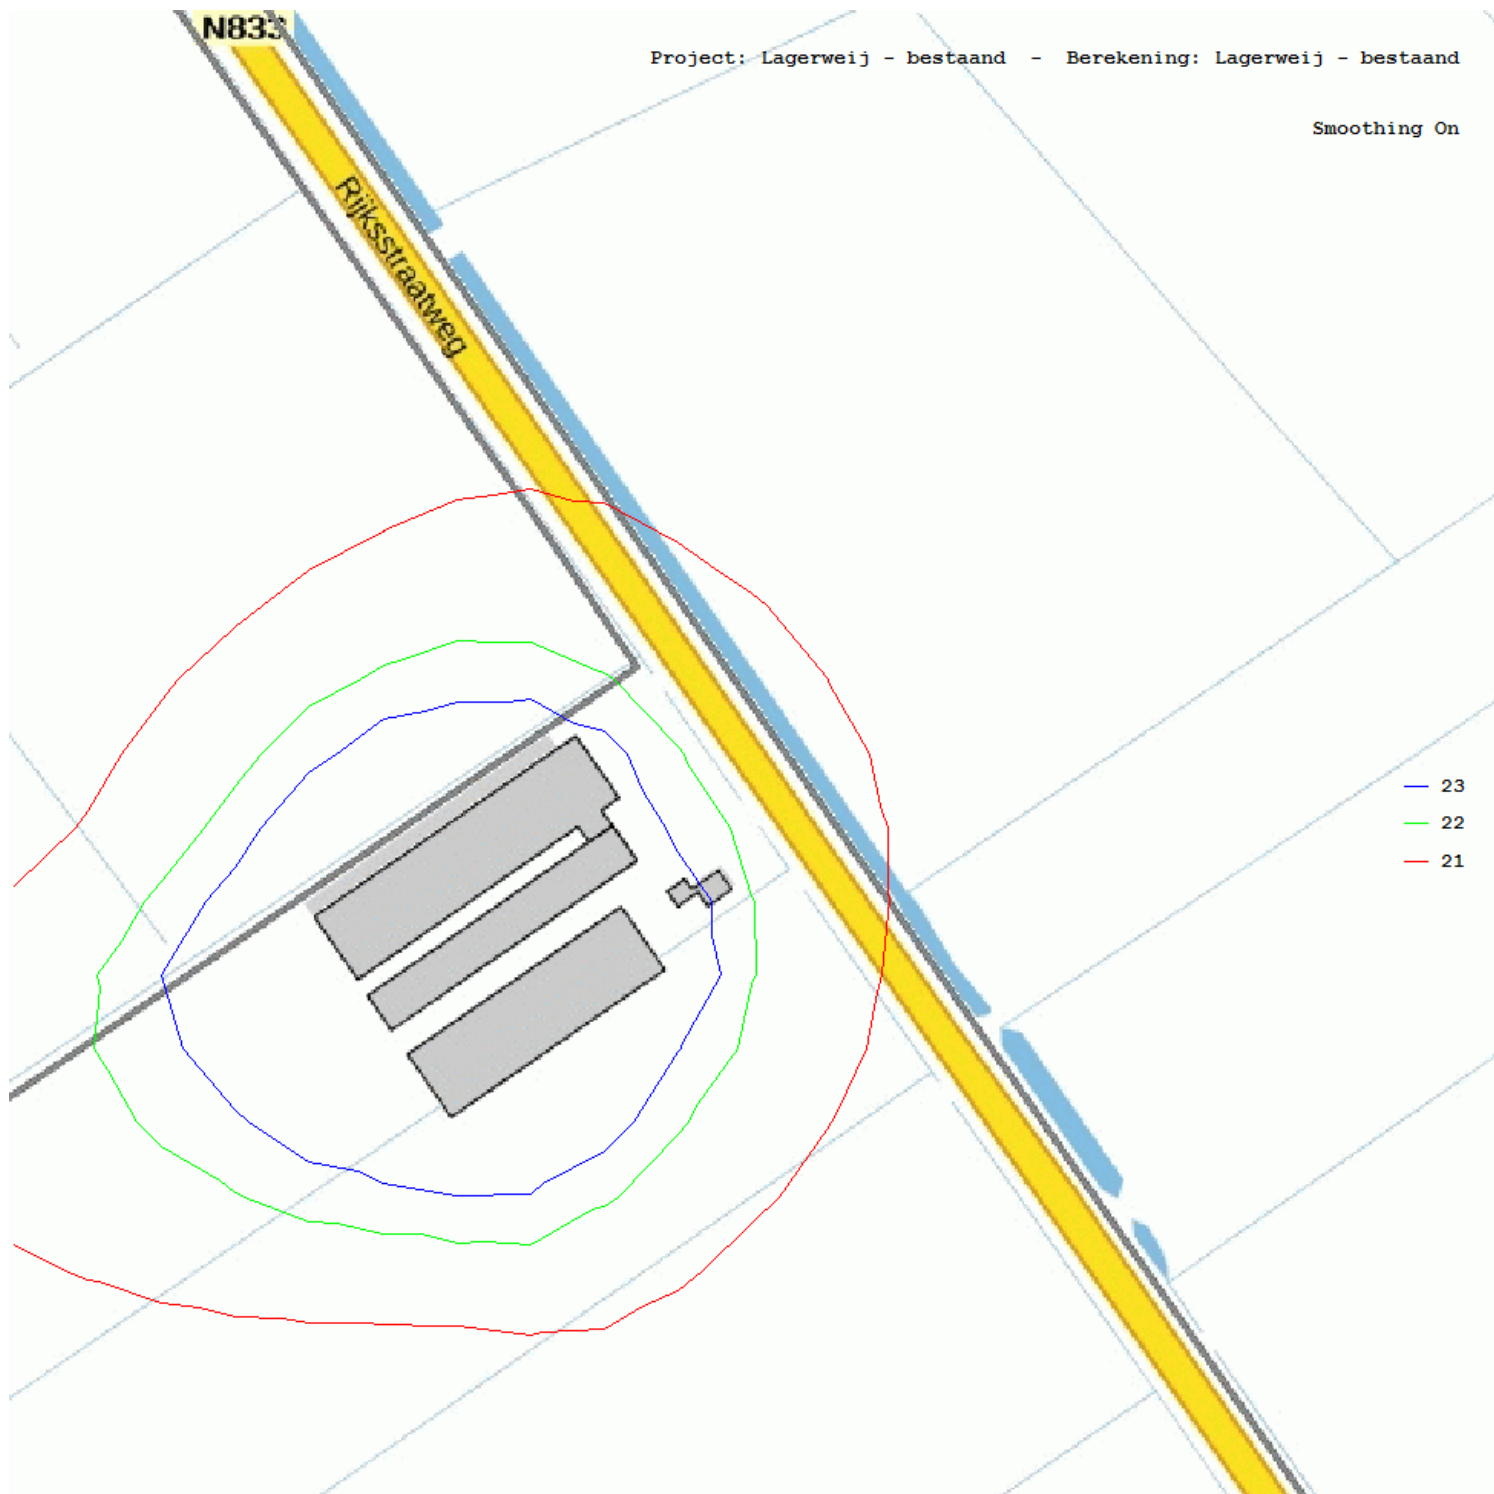 N833
Project: Lagerweij - bestaand - Berekening: Lagerweij - bestaand
Smoothing On
Rijksstraatweg
23
22
21